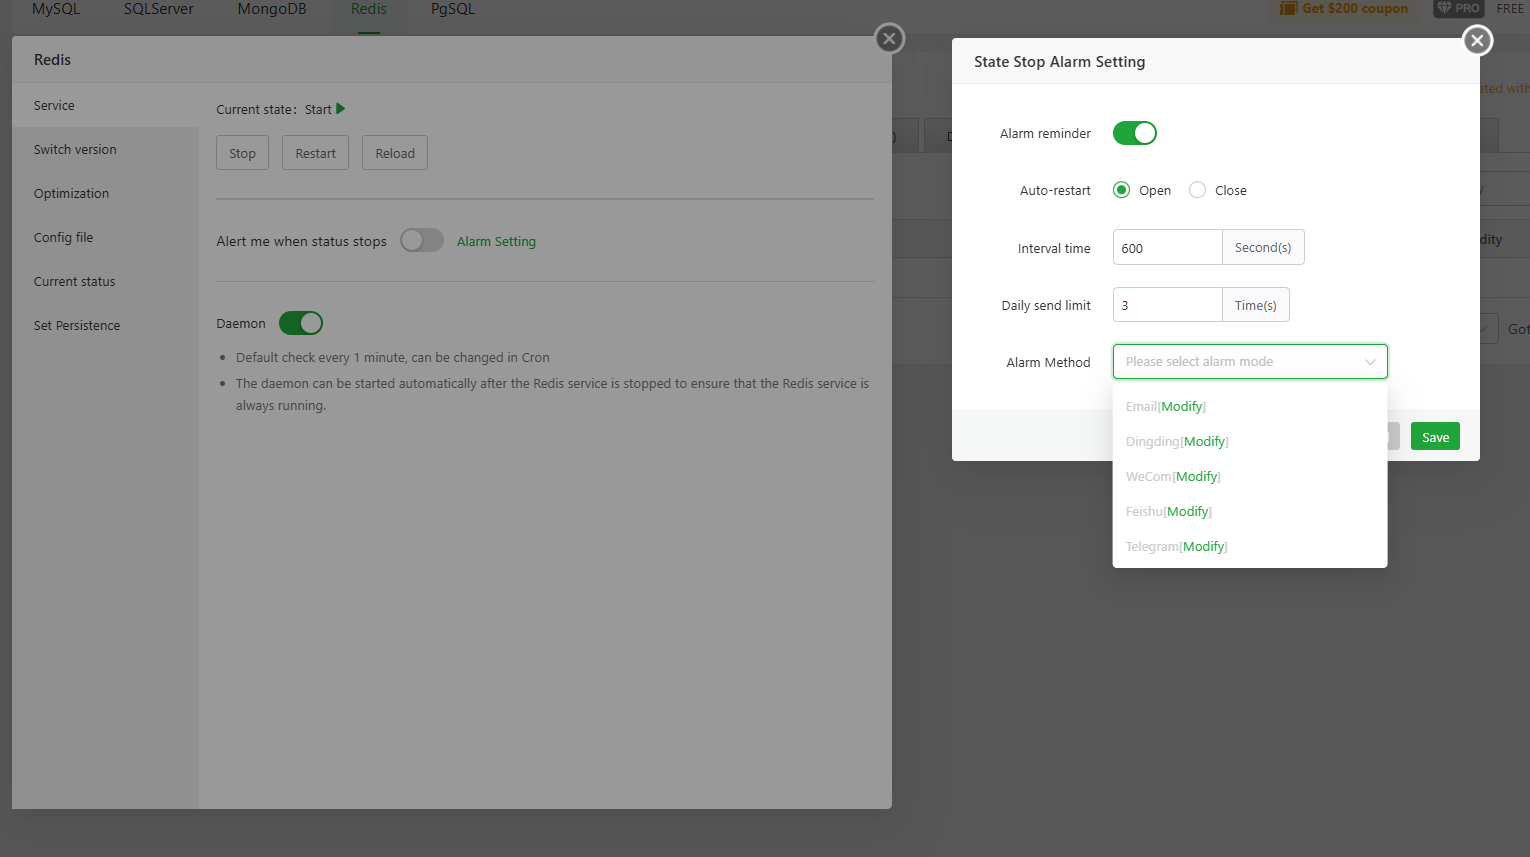 MySQL SQLServer MongoDB Redis PgSQL
Get $200 coupon PRO FREE
Redis
Service
Switch version
Optimization
Config file
Current status
Set Persistence
Current state: Start
Stop Restart Reload
Alert me when status stops Alarm Setting
Daemon
Default check every 1 minute, can be changed in Cron
The daemon can be started automatically after the Redis service is stopped to ensure that the Redis service is
always running.
State Stop Alarm Setting
Alarm reminder
Auto-restart Open Close
Interval time 600 Second(s)
Daily send limit 3 Time(s)
Alarm Method Please select alarm mode
Email[Modify]
Dingding[Modify]
WeCom[Modify]
Feishu[Modify]
Telegram[Modify]
Save